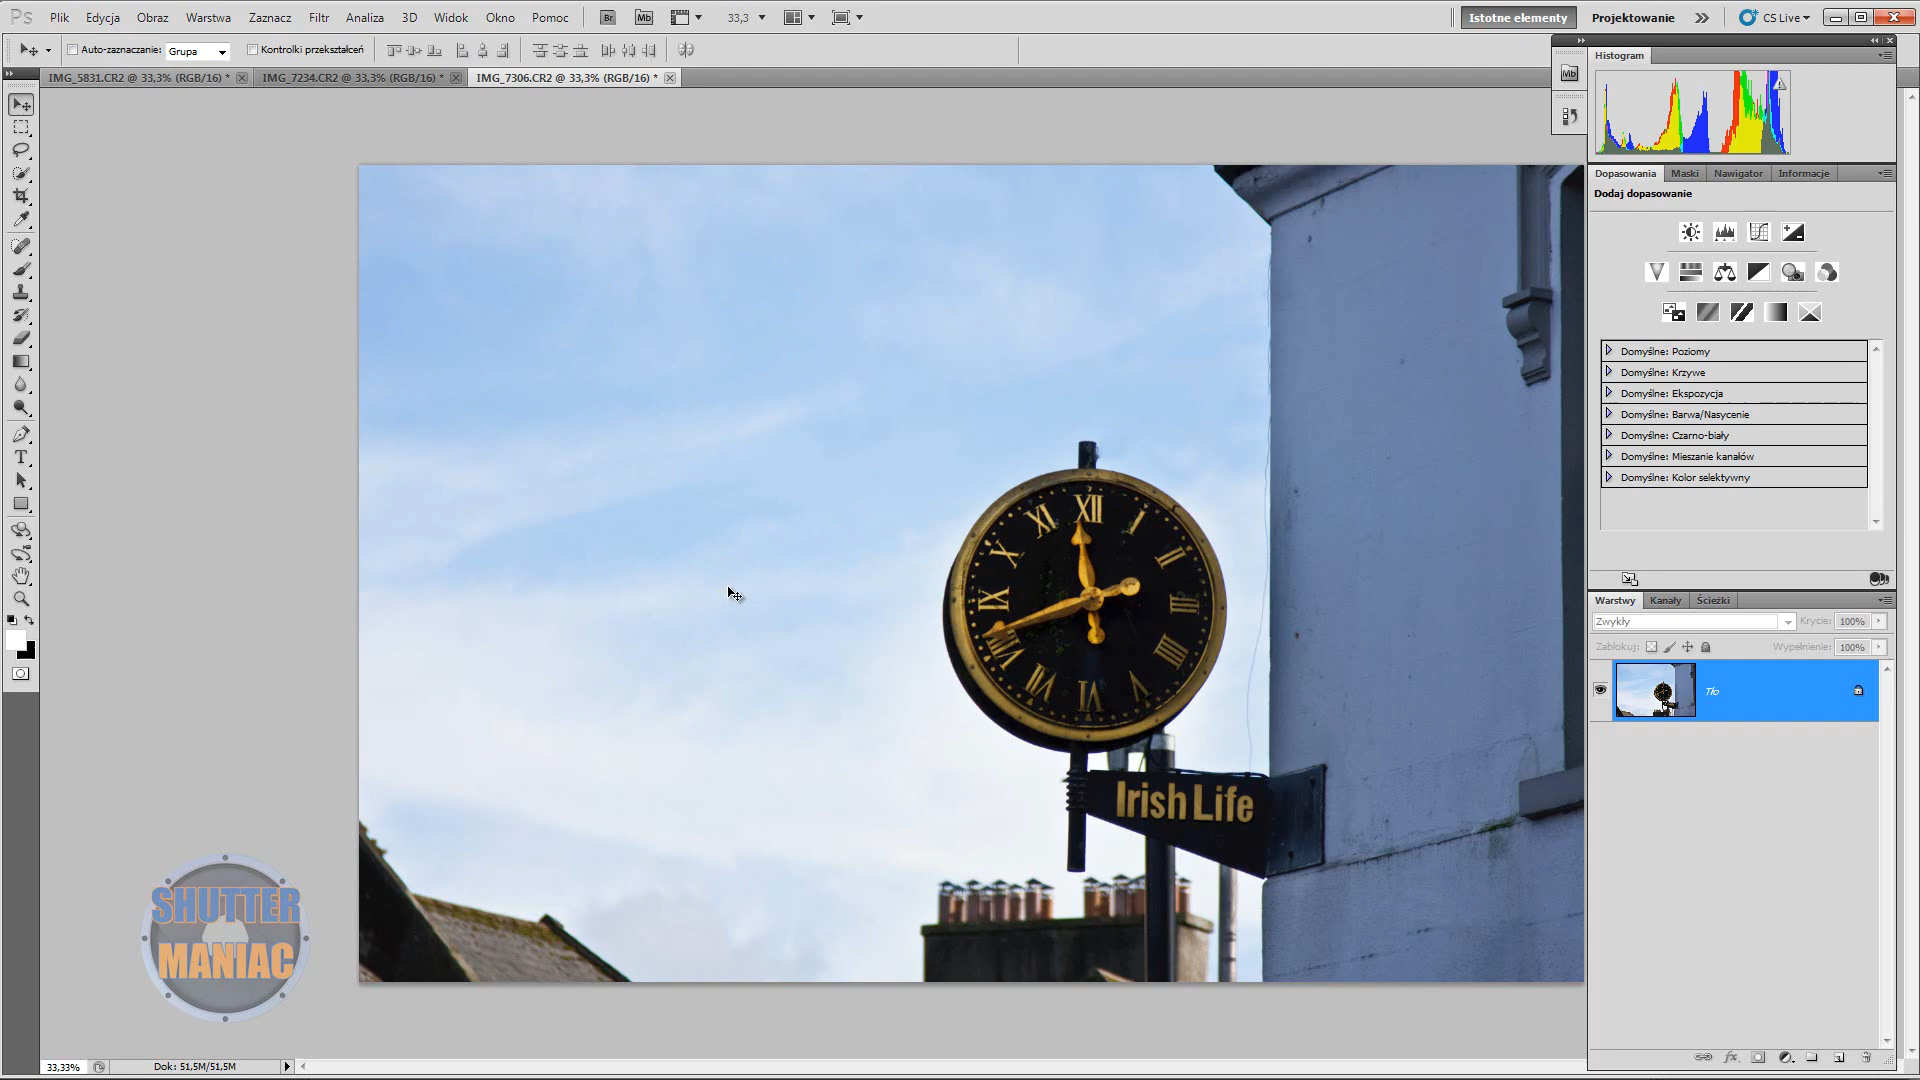 Ps Plik Edycja Obraz Warstwa Zaznacz Filtr Analiza 3D Widok Okno Pomoc Br Mb 33,3 Istotne elementy Projektowanie CS Live
Auto-zaznaczanie: Grupa Kontrolki przekształceń
IMG_5831.CR2 @ 33,3% (RGB/16) * IMG_7234.CR2 @ 33,3% (RGB/16) * IMG_7306.CR2 @ 33,3% (RGB/16) *
Histogram
Mb
Dopasowania Maski Nawigator Informacje
Dodaj dopasowanie
Domyślne: Poziomy
Domyślne: Krzywe
Domyślne: Ekspozycja
Domyślne: Barwa/Nasycenie
Domyślne: Czarno-biały
Domyślne: Mieszanie kanałów
Domyślne: Kolor selektywny
Warstwy Kanały Ścieżki
Zwykły Krycie: 100%
Zablokuj: Wypełnienie: 100%
Tło
XII I II III IIII V VI VII VIII IX X XI
Irish Life
SHUTTER
MANIAC
33,33% Dok: 51,5M/51,5M